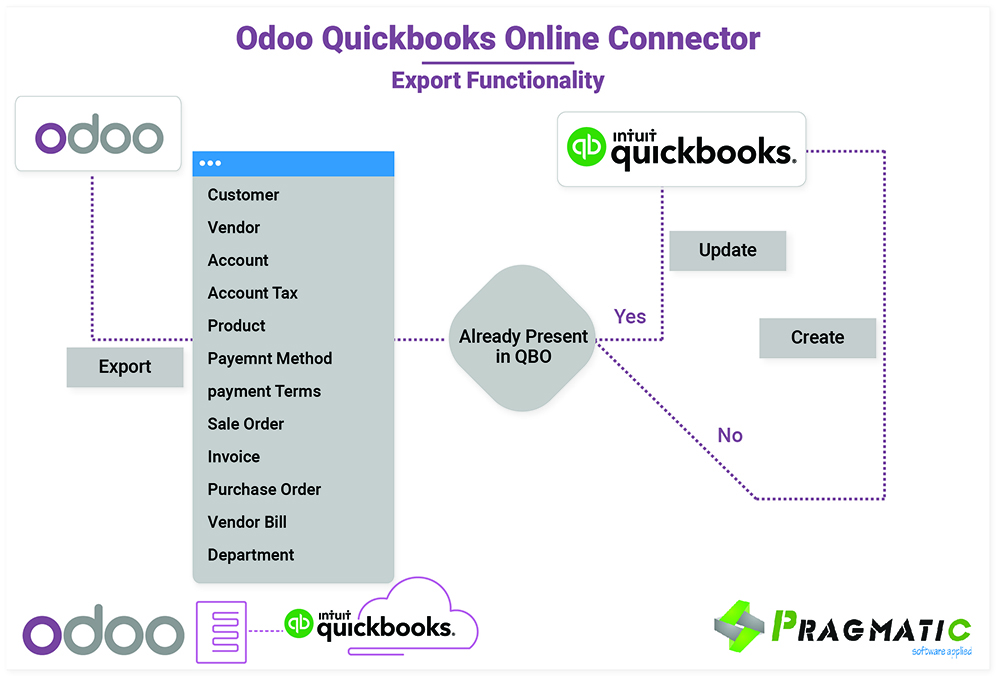 Odoo Quickbooks Online Connector
Export Functionality
odoo
Customer
Vendor
Account
Account Tax
Product
Payemnt Method
payment Terms
Sale Order
Invoice
Purchase Order
Vendor Bill
Department
Export
Already Present
in QBO
Yes
No
qb intuit quickbooks.
Update
Create
odoo
qb intuit quickbooks.
PRAGMATIC
software applied